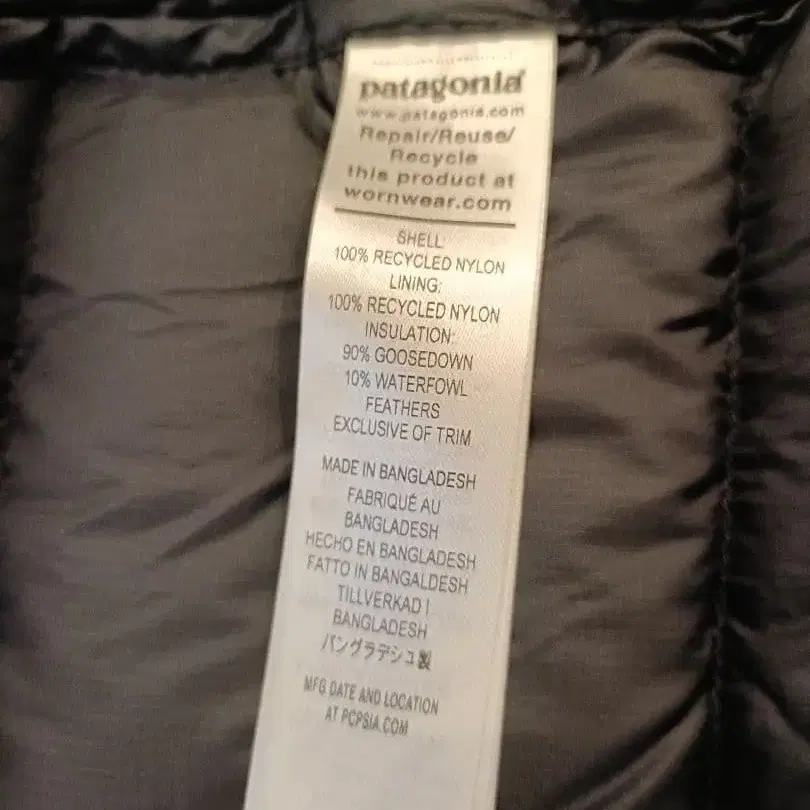 patagonia
www.patagonia.com
Repair/Reuse/
Recycle
this product at
wornwear.com
SHELL:
100% RECYCLED NYLON
LINING:
100% RECYCLED NYLON
INSULATION:
90% GOOSEDOWN
10% WATERFOWL
FEATHERS
EXCLUSIVE OF TRIM
MADE IN BANGLADESH
FABRIQUÉ AU
BANGLADESH
HECHO EN BANGLADESH
FATTO IN BANGALDESH
TILLVERKAD I
BANGLADESH
バングラデシュ製
MFG DATE AND LOCATION
AT PCPSIA.COM